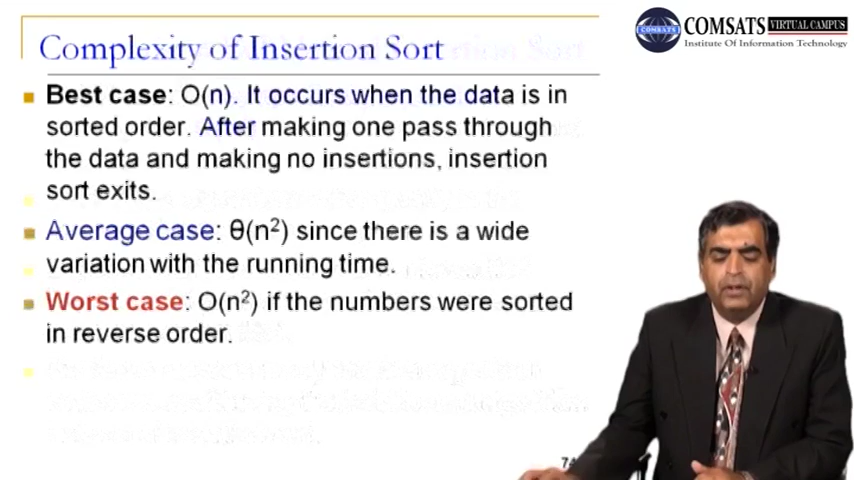 COMSATS VIRTUAL CAMPUS
Institute Of Information Technology
COMSATS
Complexity of Insertion Sort
Best case: O(n). It occurs when the data is in
sorted order. After making one pass through
the data and making no insertions, insertion
sort exits.
Average case: θ(n²) since there is a wide
variation with the running time.
Worst case: O(n²) if the numbers were sorted
in reverse order.